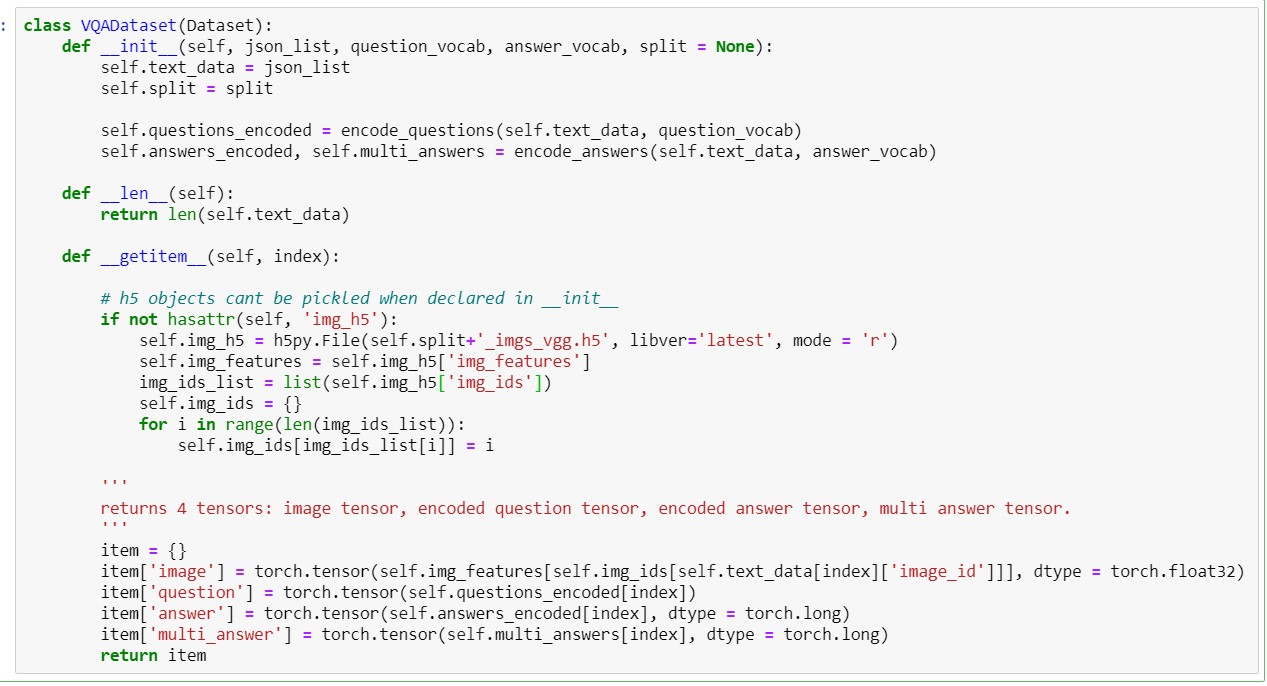 :
class VQADataset(Dataset):
    def __init__(self, json_list, question_vocab, answer_vocab, split = None):
        self.text_data = json_list
        self.split = split

        self.questions_encoded = encode_questions(self.text_data, question_vocab)
        self.answers_encoded, self.multi_answers = encode_answers(self.text_data, answer_vocab)

    def __len__(self):
        return len(self.text_data)

    def __getitem__(self, index):

        # h5 objects cant be pickled when declared in __init__
        if not hasattr(self, 'img_h5'):
            self.img_h5 = h5py.File(self.split+'_imgs_vgg.h5', libver='latest', mode = 'r')
            self.img_features = self.img_h5['img_features']
            img_ids_list = list(self.img_h5['img_ids'])
            self.img_ids = {}
            for i in range(len(img_ids_list)):
                self.img_ids[img_ids_list[i]] = i

        '''
        returns 4 tensors: image tensor, encoded question tensor, encoded answer tensor, multi answer tensor.
        '''
        item = {}
        item['image'] = torch.tensor(self.img_features[self.img_ids[self.text_data[index]['image_id']]], dtype = torch.float32)
        item['question'] = torch.tensor(self.questions_encoded[index])
        item['answer'] = torch.tensor(self.answers_encoded[index], dtype = torch.long)
        item['multi_answer'] = torch.tensor(self.multi_answers[index], dtype = torch.long)
        return item